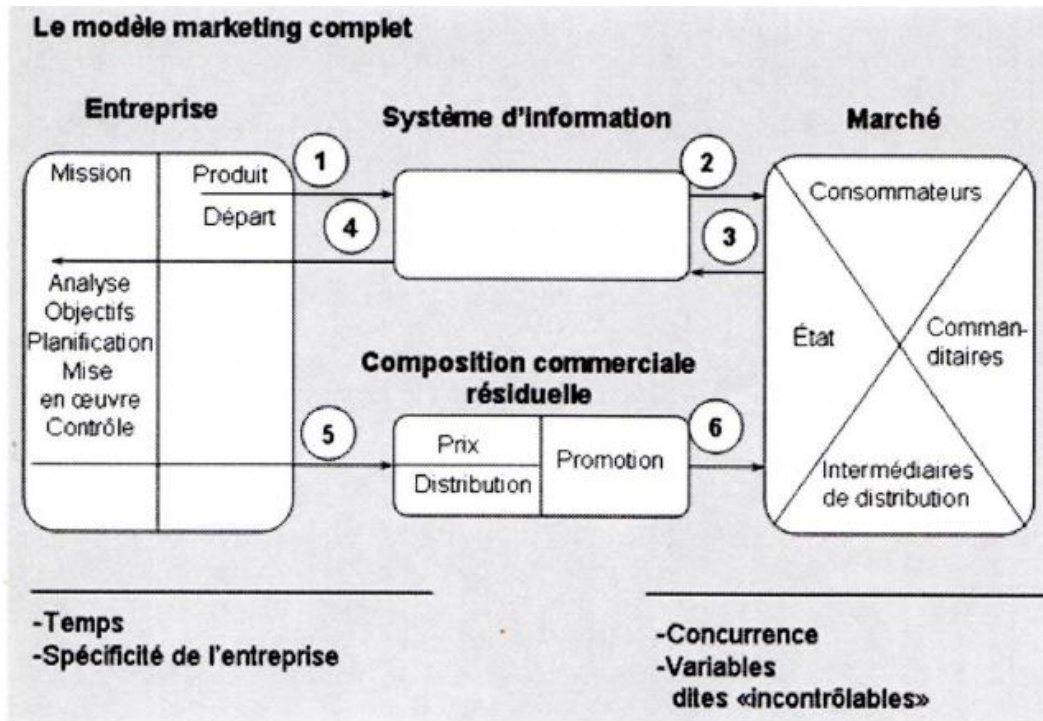 Le modèle marketing complet
Entreprise
Système d'information
Marché
Mission
Produit
Départ
1
2
4
3
Consommateurs
État
Comman-
ditaires
Intermédiaires
de distribution
Analyse
Objectifs
Planification
Mise
en œuvre
Contrôle
Composition commerciale
résiduelle
5
6
Prix
Distribution
Promotion
-Temps
-Spécificité de l'entreprise
-Concurrence
-Variables
dites «incontrôlables»